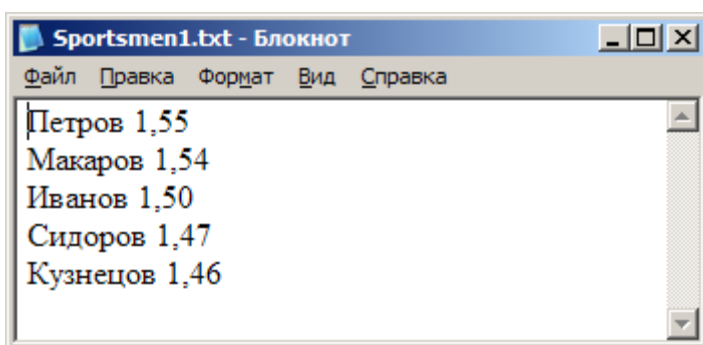 Sportsmen1.txt - Блокнот
Файл Правка Формат Вид Справка
Петров 1,55
Макаров 1,54
Иванов 1,50
Сидоров 1,47
Кузнецов 1,46